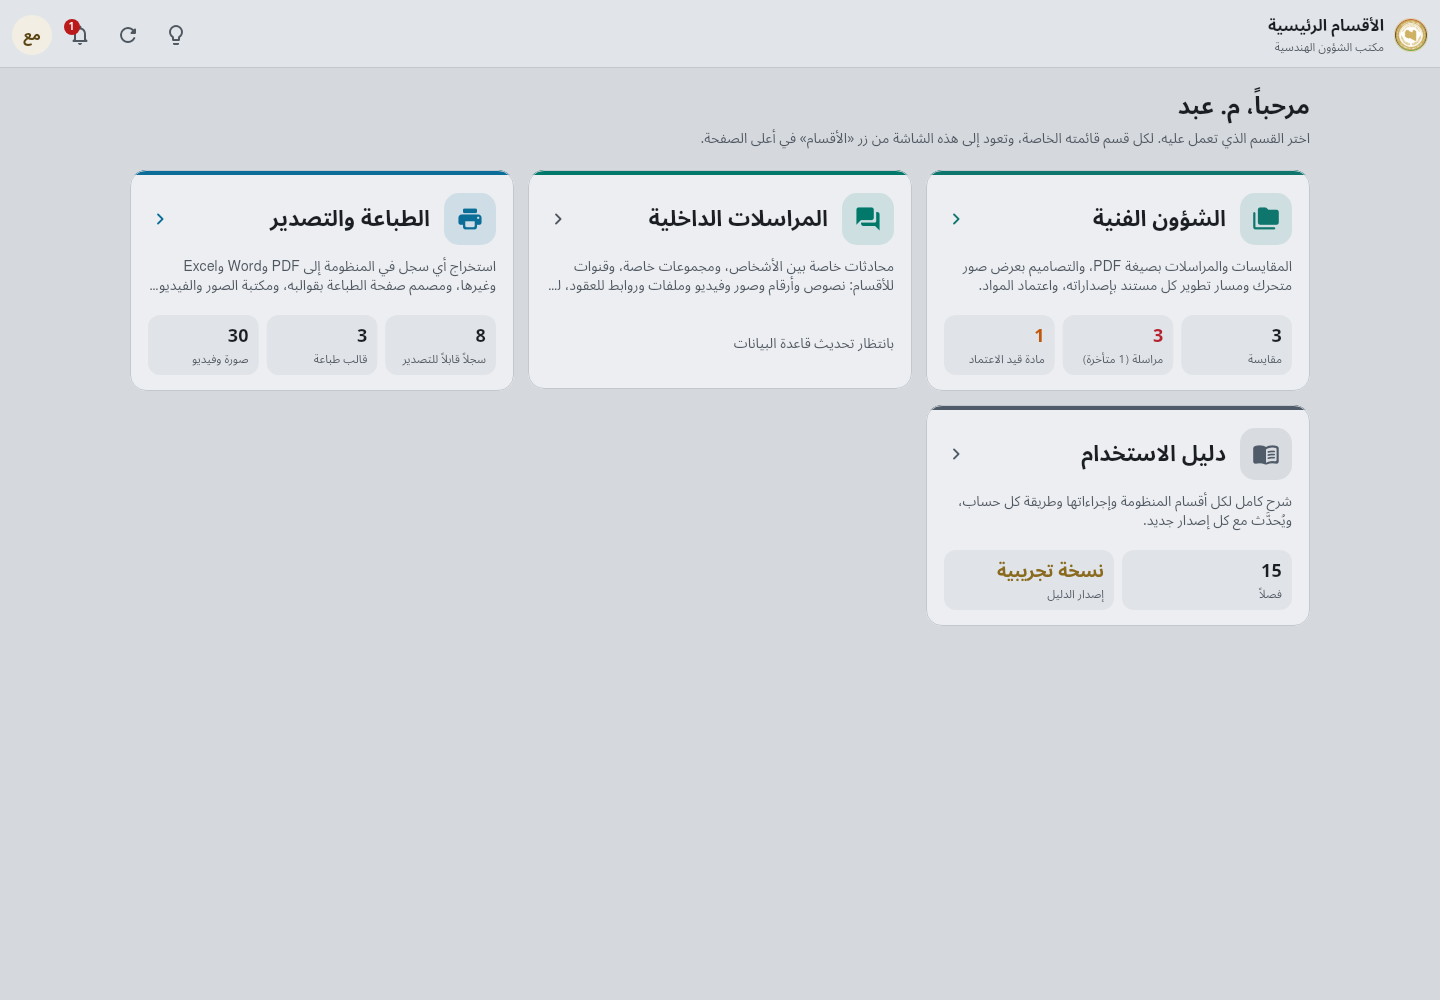 الأقسام الرئيسية
مكتب الشؤون الهندسية
1
مع
مرحباً، م. عبد
اختر القسم الذي تعمل عليه. لكل قسم قائمته الخاصة، وتعود إلى هذه الشاشة من زر «الأقسام» في أعلى الصفحة.
الشؤون الفنية
المقايسات والمراسلات بصيغة PDF، والتصاميم بعرض صور
متحرك ومسار تطوير كل مستند بإصداراته، واعتماد المواد.
3
مقايسة
3
مراسلة (1 متأخرة)
1
مادة قيد الاعتماد
المراسلات الداخلية
محادثات خاصة بين الأشخاص، ومجموعات خاصة، وقنوات
للأقسام: نصوص وأرقام وصور وفيديو وملفات وروابط للعقود، لـ...
بانتظار تحديث قاعدة البيانات
الطباعة والتصدير
استخراج أي سجل في المنظومة إلى PDF وWord وExcel
وغيرها، ومصمم صفحة الطباعة بقوالبه، ومكتبة الصور والفيديو...
8
سجلاً قابلاً للتصدير
3
قالب طباعة
30
صورة وفيديو
دليل الاستخدام
شرح كامل لكل أقسام المنظومة وإجراءاتها وطريقة كل حساب،
ويُحدَّث مع كل إصدار جديد.
15
فصلاً
نسخة تجريبية
إصدار الدليل